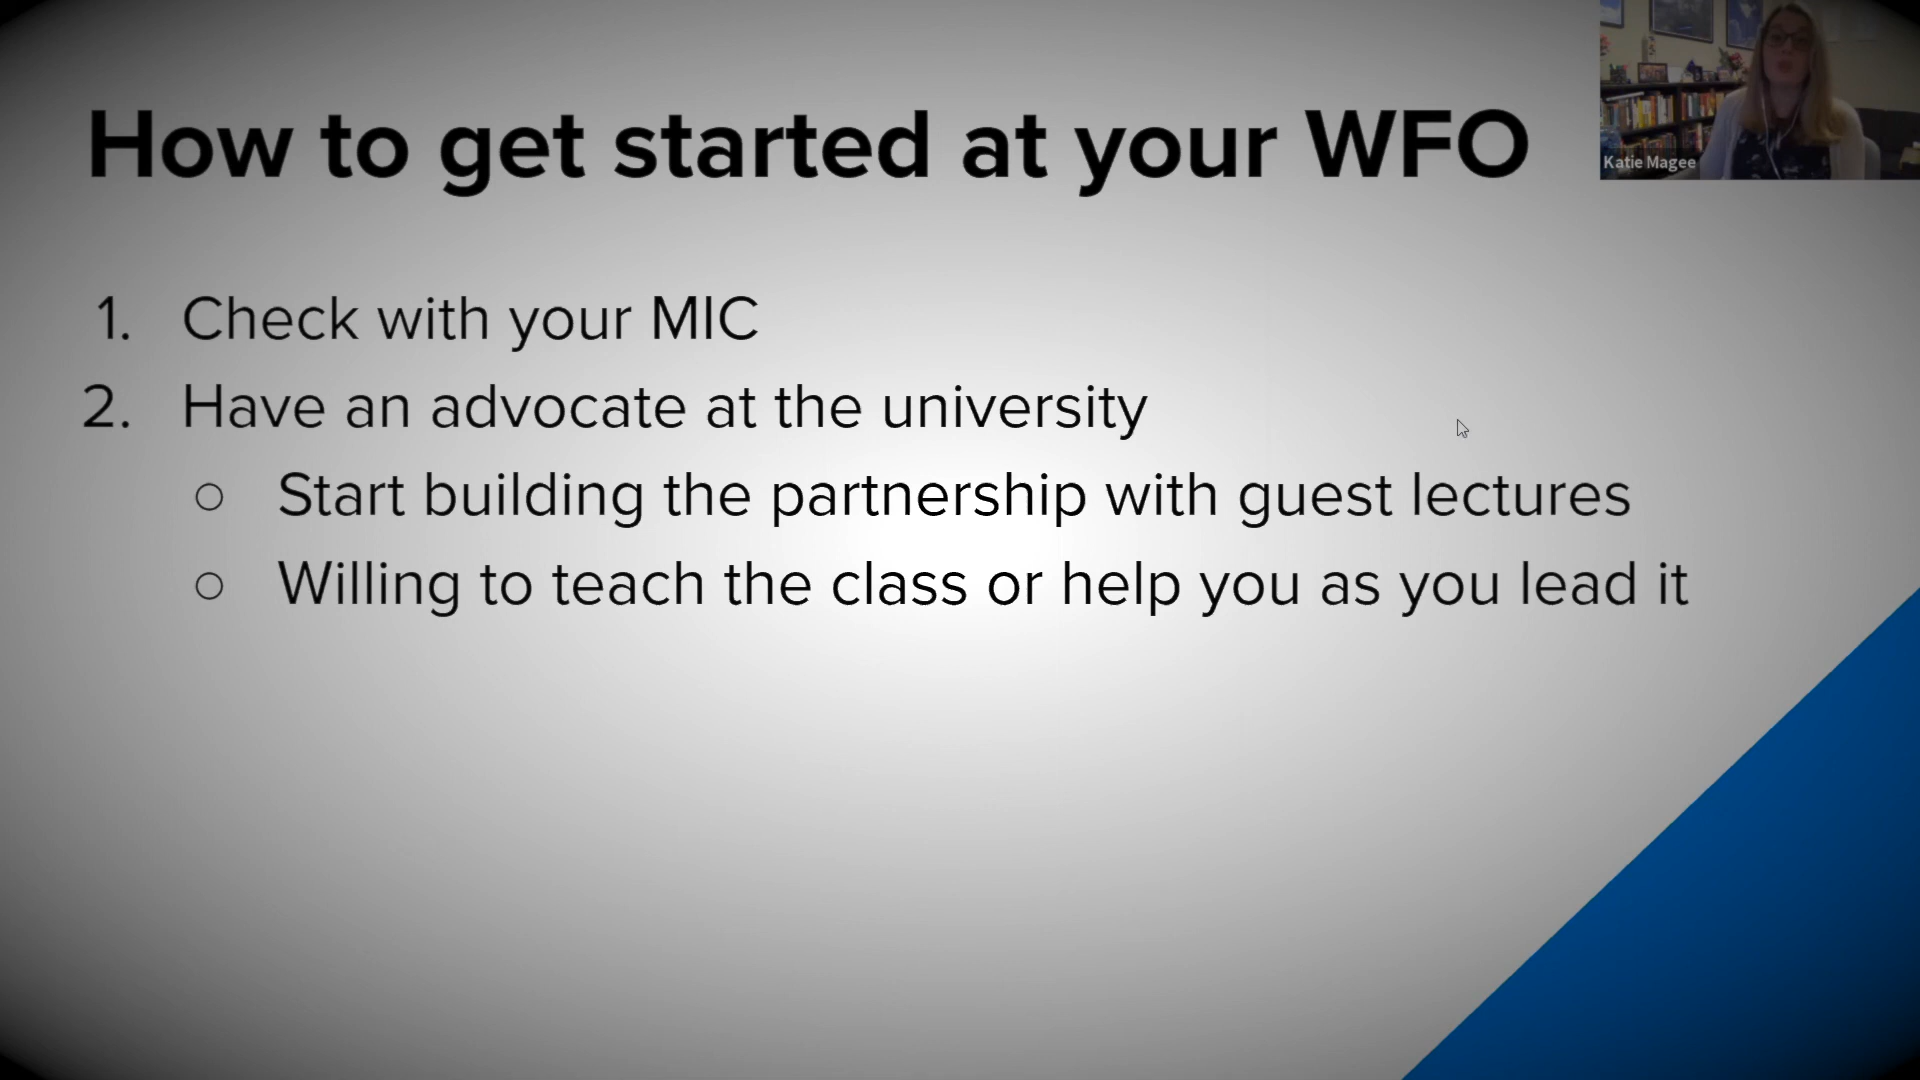 How to get started at your WFO
Katie Magee
1. Check with your MIC
2. Have an advocate at the university
○ Start building the partnership with guest lectures
○ Willing to teach the class or help you as you lead it